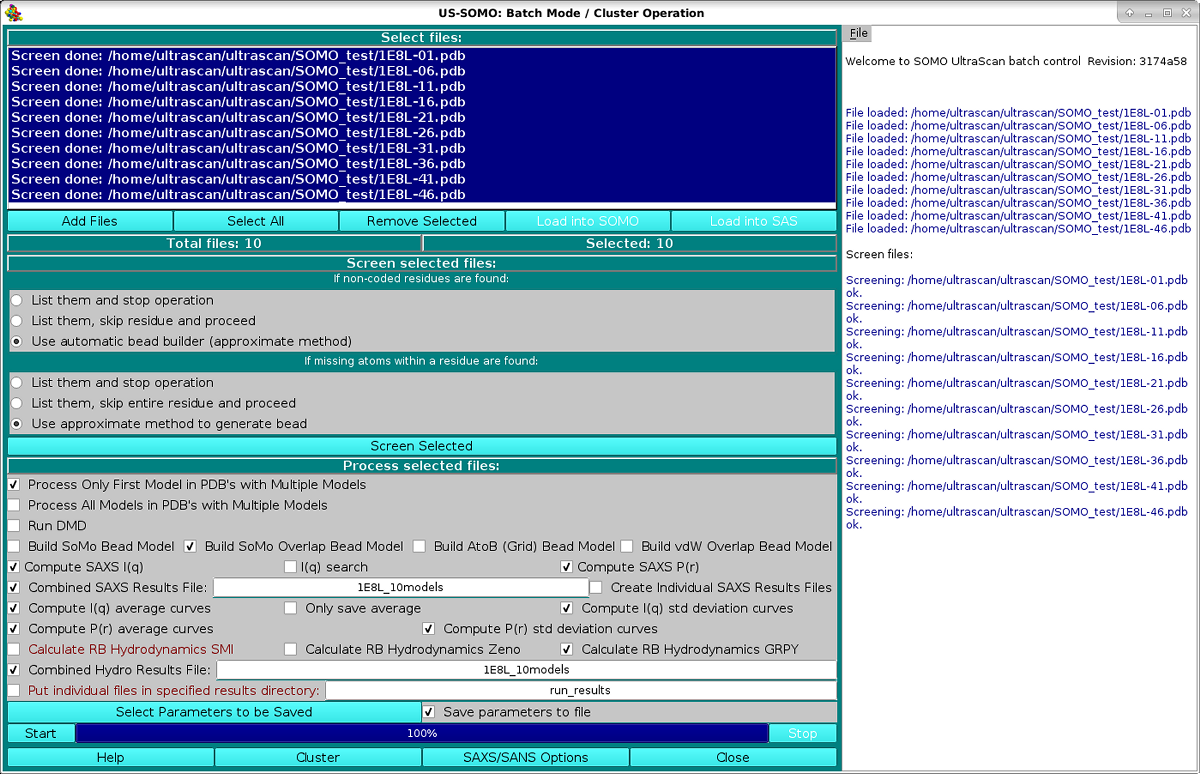 US-SOMO: Batch Mode / Cluster Operation
Select files:
Screen done: /home/ultrascan/ultrascan/SOMO_test/1E8L-01.pdb
Screen done: /home/ultrascan/ultrascan/SOMO_test/1E8L-06.pdb
Screen done: /home/ultrascan/ultrascan/SOMO_test/1E8L-11.pdb
Screen done: /home/ultrascan/ultrascan/SOMO_test/1E8L-16.pdb
Screen done: /home/ultrascan/ultrascan/SOMO_test/1E8L-21.pdb
Screen done: /home/ultrascan/ultrascan/SOMO_test/1E8L-26.pdb
Screen done: /home/ultrascan/ultrascan/SOMO_test/1E8L-31.pdb
Screen done: /home/ultrascan/ultrascan/SOMO_test/1E8L-36.pdb
Screen done: /home/ultrascan/ultrascan/SOMO_test/1E8L-41.pdb
Screen done: /home/ultrascan/ultrascan/SOMO_test/1E8L-46.pdb
Add Files Select All Remove Selected Load into SOMO Load into SAS
Total files: 10 Selected: 10
Screen selected files:
If non-coded residues are found:
List them and stop operation
List them, skip residue and proceed
Use automatic bead builder (approximate method)
If missing atoms within a residue are found:
List them and stop operation
List them, skip entire residue and proceed
Use approximate method to generate bead
Screen Selected
Process selected files:
Process Only First Model in PDB's with Multiple Models
Process All Models in PDB's with Multiple Models
Run DMD
Build SoMo Bead Model Build SoMo Overlap Bead Model Build AtoB (Grid) Bead Model Build vdW Overlap Bead Model
Compute SAXS I(q) I(q) search Compute SAXS P(r)
Combined SAXS Results File: 1E8L_10models Create Individual SAXS Results Files
Compute I(q) average curves Only save average Compute I(q) std deviation curves
Compute P(r) average curves Compute P(r) std deviation curves
Calculate RB Hydrodynamics SMI Calculate RB Hydrodynamics Zeno Calculate RB Hydrodynamics GRPY
Combined Hydro Results File: 1E8L_10models
Put individual files in specified results directory: run_results
Select Parameters to be Saved Save parameters to file
Start 100% Stop
Help Cluster SAXS/SANS Options Close
File
Welcome to SOMO UltraScan batch control Revision: 3174a58
File loaded: /home/ultrascan/ultrascan/SOMO_test/1E8L-01.pdb
File loaded: /home/ultrascan/ultrascan/SOMO_test/1E8L-06.pdb
File loaded: /home/ultrascan/ultrascan/SOMO_test/1E8L-11.pdb
File loaded: /home/ultrascan/ultrascan/SOMO_test/1E8L-16.pdb
File loaded: /home/ultrascan/ultrascan/SOMO_test/1E8L-21.pdb
File loaded: /home/ultrascan/ultrascan/SOMO_test/1E8L-26.pdb
File loaded: /home/ultrascan/ultrascan/SOMO_test/1E8L-31.pdb
File loaded: /home/ultrascan/ultrascan/SOMO_test/1E8L-36.pdb
File loaded: /home/ultrascan/ultrascan/SOMO_test/1E8L-41.pdb
File loaded: /home/ultrascan/ultrascan/SOMO_test/1E8L-46.pdb
Screen files:
Screening: /home/ultrascan/ultrascan/SOMO_test/1E8L-01.pdb
ok.
Screening: /home/ultrascan/ultrascan/SOMO_test/1E8L-06.pdb
ok.
Screening: /home/ultrascan/ultrascan/SOMO_test/1E8L-11.pdb
ok.
Screening: /home/ultrascan/ultrascan/SOMO_test/1E8L-16.pdb
ok.
Screening: /home/ultrascan/ultrascan/SOMO_test/1E8L-21.pdb
ok.
Screening: /home/ultrascan/ultrascan/SOMO_test/1E8L-26.pdb
ok.
Screening: /home/ultrascan/ultrascan/SOMO_test/1E8L-31.pdb
ok.
Screening: /home/ultrascan/ultrascan/SOMO_test/1E8L-36.pdb
ok.
Screening: /home/ultrascan/ultrascan/SOMO_test/1E8L-41.pdb
ok.
Screening: /home/ultrascan/ultrascan/SOMO_test/1E8L-46.pdb
ok.